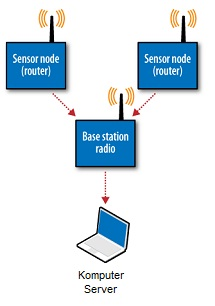 Sensor node
(router)
Sensor node
(router)
Base station
radio
Komputer
Server